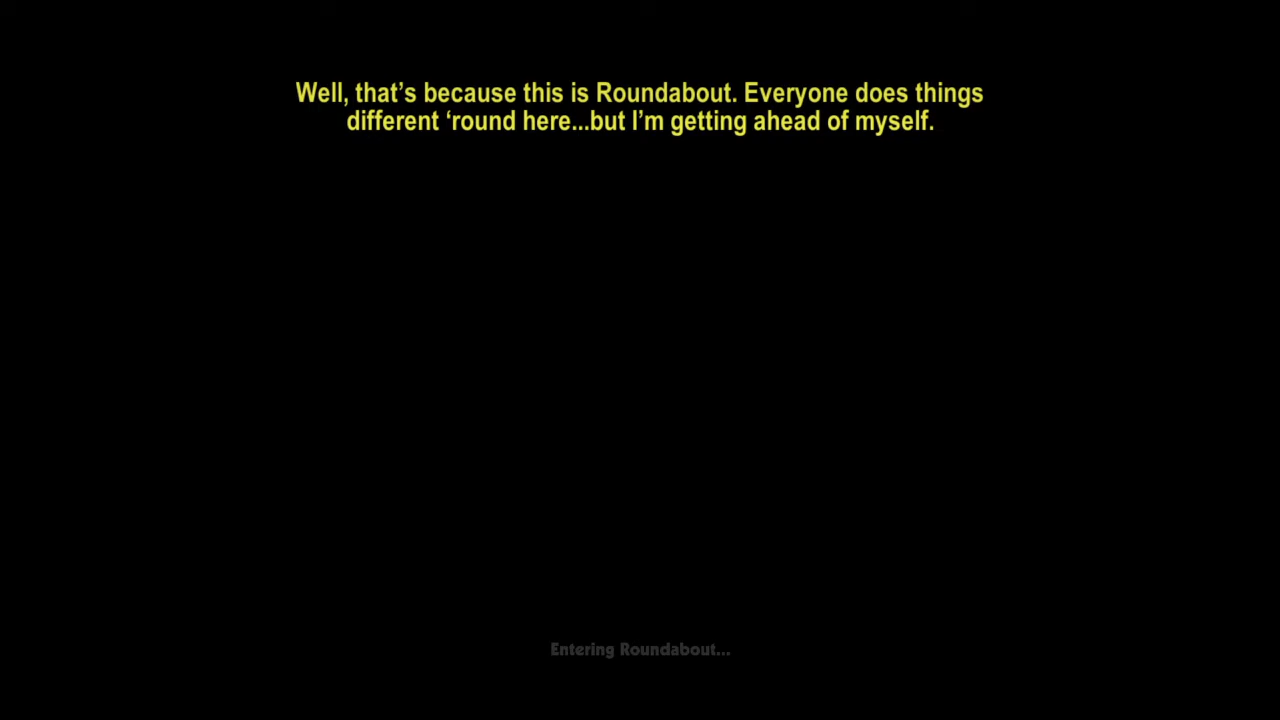 Well, that’s because this is Roundabout. Everyone does things
different ‘round here...but I’m getting ahead of myself.
Entering Roundabout...